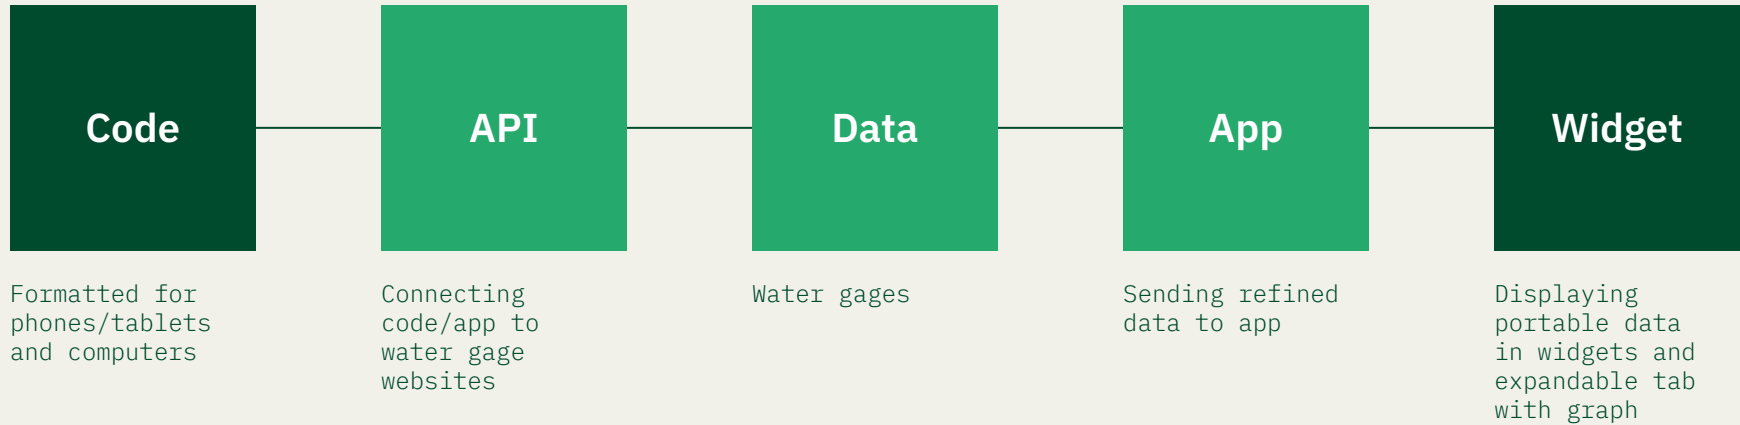 Code
API
Data
App
Widget
Formatted for
phones/tablets
and computers
Connecting
code/app to
water gage
websites
Water gages
Sending refined
data to app
Displaying
portable data
in widgets and
expandable tab
with graph